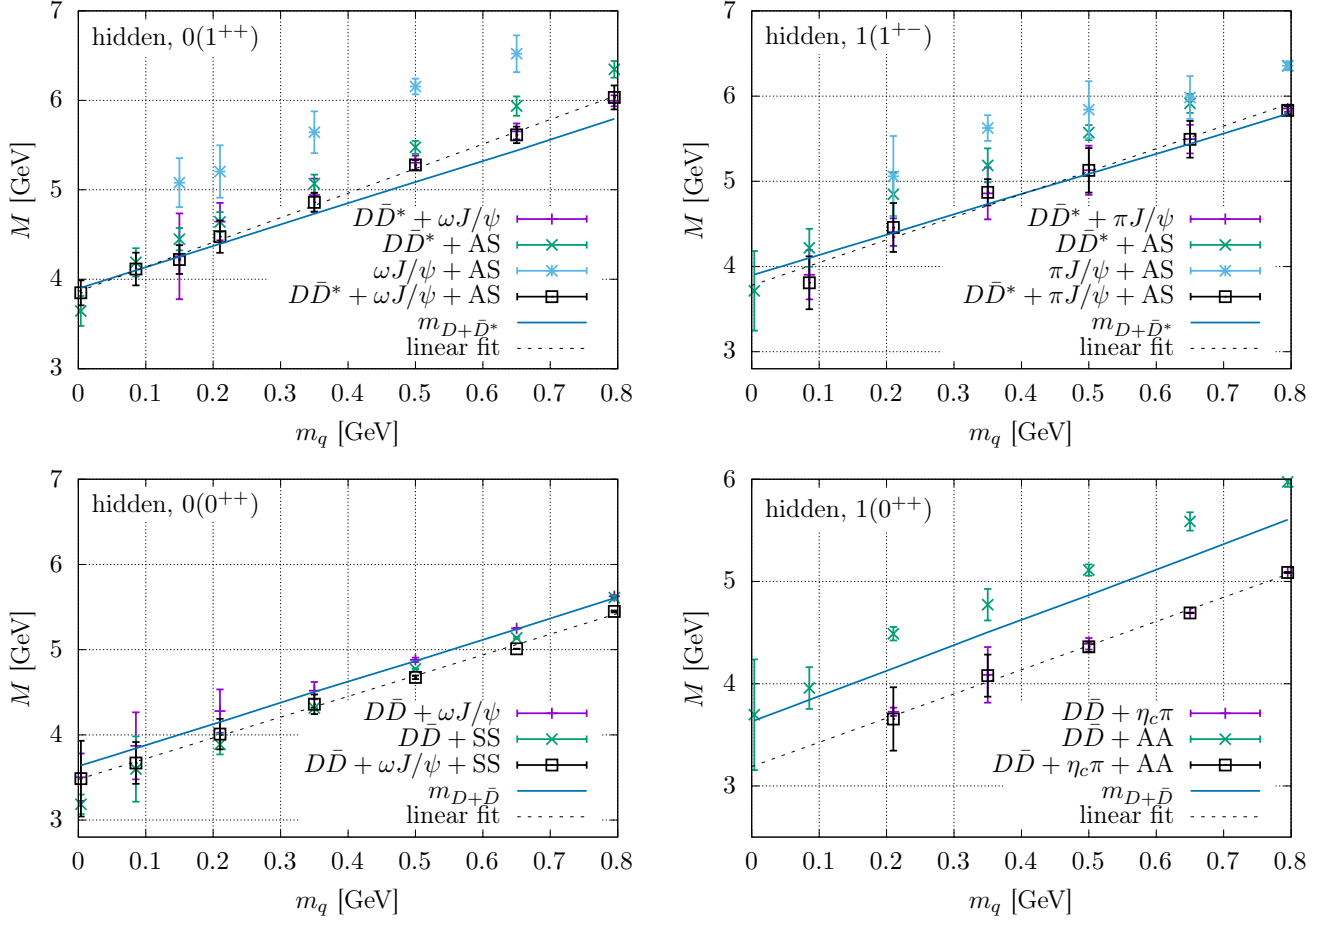 hidden, 0(1⁺⁺)
M [GeV]
7
6
5
4
3
DD̄* + ωJ/ψ
DD̄* + AS
ωJ/ψ + AS
DD̄* + ωJ/ψ + AS
m_{D+D̄*}
linear fit
0 0.1 0.2 0.3 0.4 0.5 0.6 0.7 0.8
m_q [GeV]
hidden, 1(1⁺⁻)
M [GeV]
7
6
5
4
3
DD̄* + πJ/ψ
DD̄* + AS
πJ/ψ + AS
DD̄* + πJ/ψ + AS
m_{D+D̄*}
linear fit
0 0.1 0.2 0.3 0.4 0.5 0.6 0.7 0.8
m_q [GeV]
hidden, 0(0⁺⁺)
M [GeV]
7
6
5
4
3
DD̄ + ωJ/ψ
DD̄ + SS
DD̄ + ωJ/ψ + SS
m_{D+D̄}
linear fit
0 0.1 0.2 0.3 0.4 0.5 0.6 0.7 0.8
m_q [GeV]
hidden, 1(0⁺⁺)
M [GeV]
6
5
4
3
DD̄ + η_cπ
DD̄ + AA
DD̄ + η_cπ + AA
m_{D+D̄}
linear fit
0 0.1 0.2 0.3 0.4 0.5 0.6 0.7 0.8
m_q [GeV]